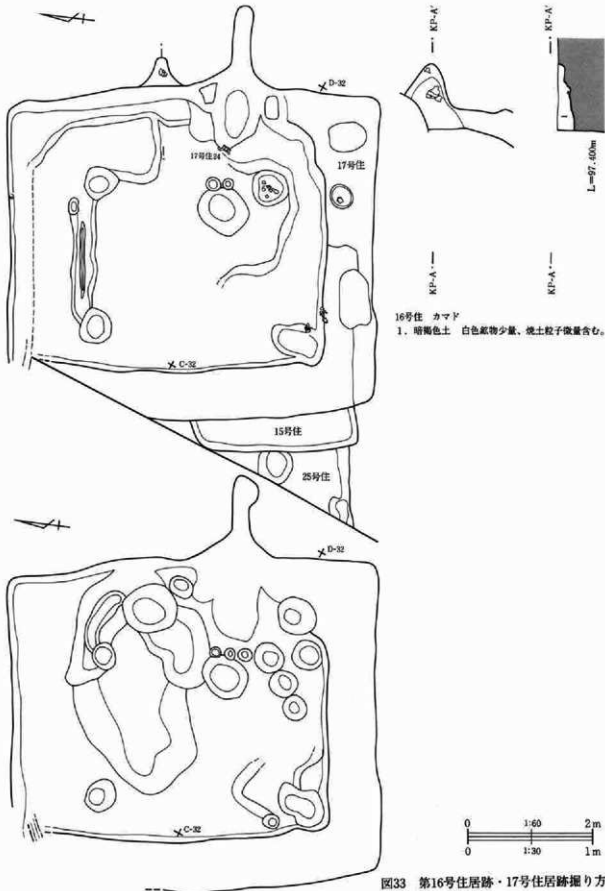 KP-A'
KP-A'
D-32
17号住
17号住24
L=97.400m
1
KP-A
KP-A
16号住 カマド
1. 暗褐色土 白色鉱物少量、焼土粒子微量含む。
C-32
15号住
25号住
D-32
C-32
0 1:60 2m
0 1:30 1m
図33 第16号住居跡・17号住居跡掘り方